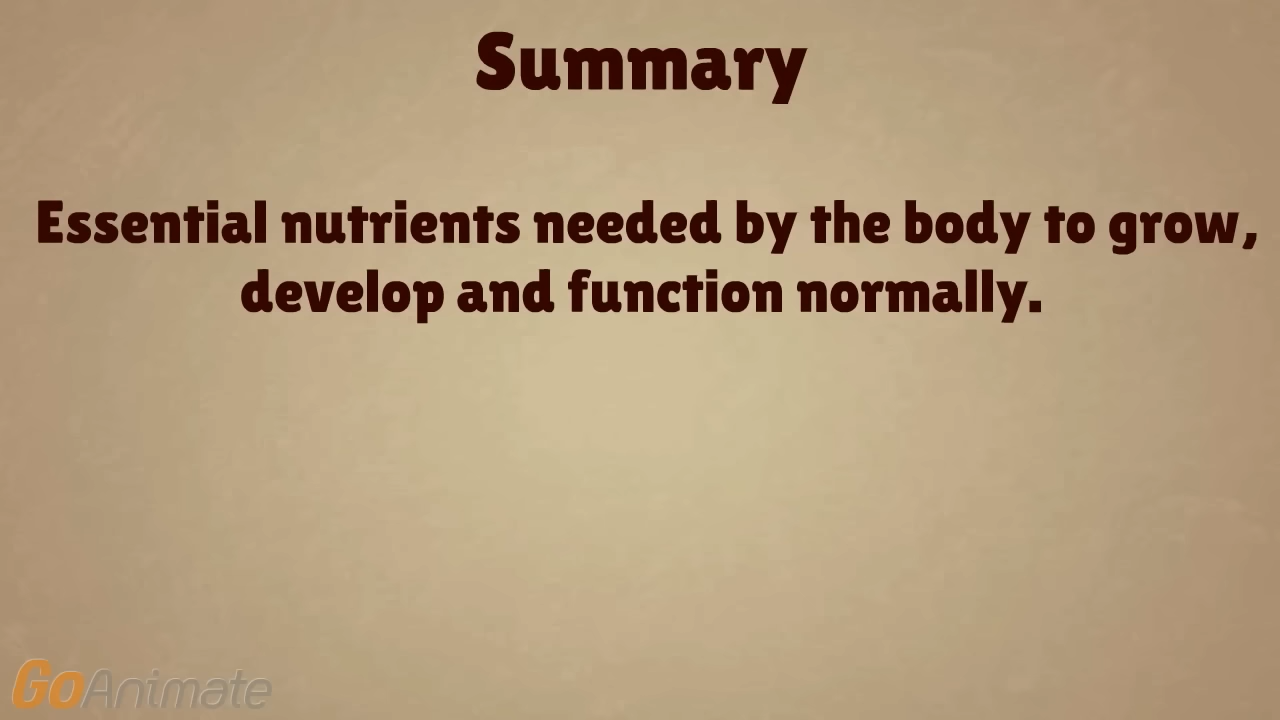 Summary
Essential nutrients needed by the body to grow,
develop and function normally.
GoAnimate